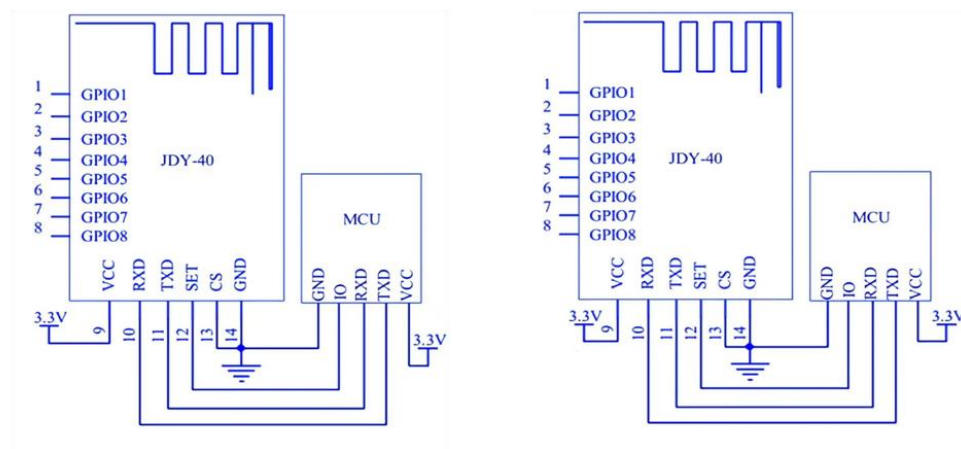 1 GPIO1
2 GPIO2
3 GPIO3
4 GPIO4
5 GPIO5
6 GPIO6
7 GPIO7
8 GPIO8
JDY-40
VCC RXD TXD SET CS GND
3.3V 9 10 11 12 13 14
MCU
GND IO RXD TXD VCC
3.3V
1 GPIO1
2 GPIO2
3 GPIO3
4 GPIO4
5 GPIO5
6 GPIO6
7 GPIO7
8 GPIO8
JDY-40
VCC RXD TXD SET CS GND
3.3V 9 10 11 12 13 14
MCU
GND IO RXD TXD VCC
3.3V